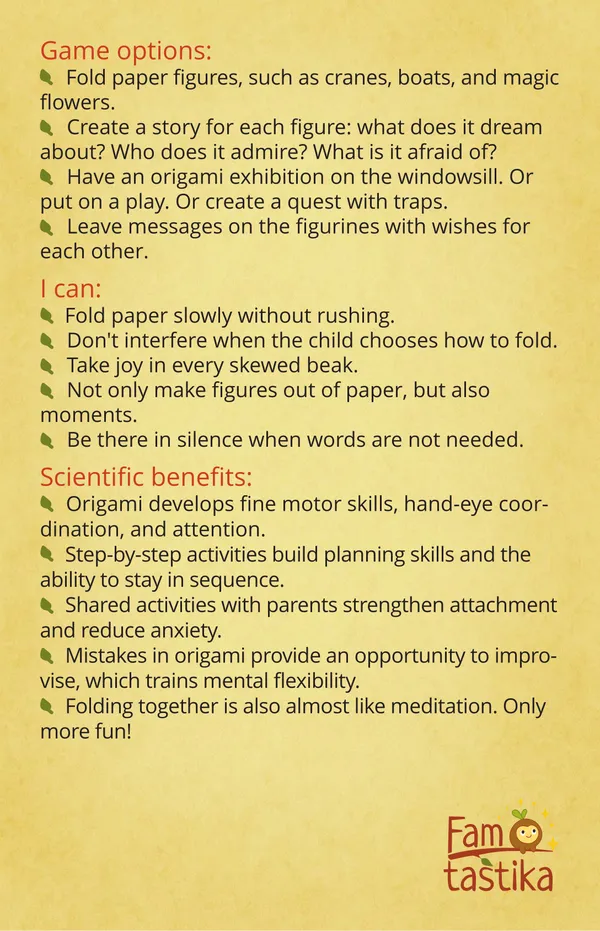 Game options:
Fold paper figures, such as cranes, boats, and magic
flowers.
Create a story for each figure: what does it dream
about? Who does it admire? What is it afraid of?
Have an origami exhibition on the windowsill. Or
put on a play. Or create a quest with traps.
Leave messages on the figurines with wishes for
each other.
I can:
Fold paper slowly without rushing.
Don't interfere when the child chooses how to fold.
Take joy in every skewed beak.
Not only make figures out of paper, but also
moments.
Be there in silence when words are not needed.
Scientific benefits:
Origami develops fine motor skills, hand-eye coor-
dination, and attention.
Step-by-step activities build planning skills and the
ability to stay in sequence.
Shared activities with parents strengthen attachment
and reduce anxiety.
Mistakes in origami provide an opportunity to impro-
vise, which trains mental flexibility.
Folding together is also almost like meditation. Only
more fun!
Fam
tastika